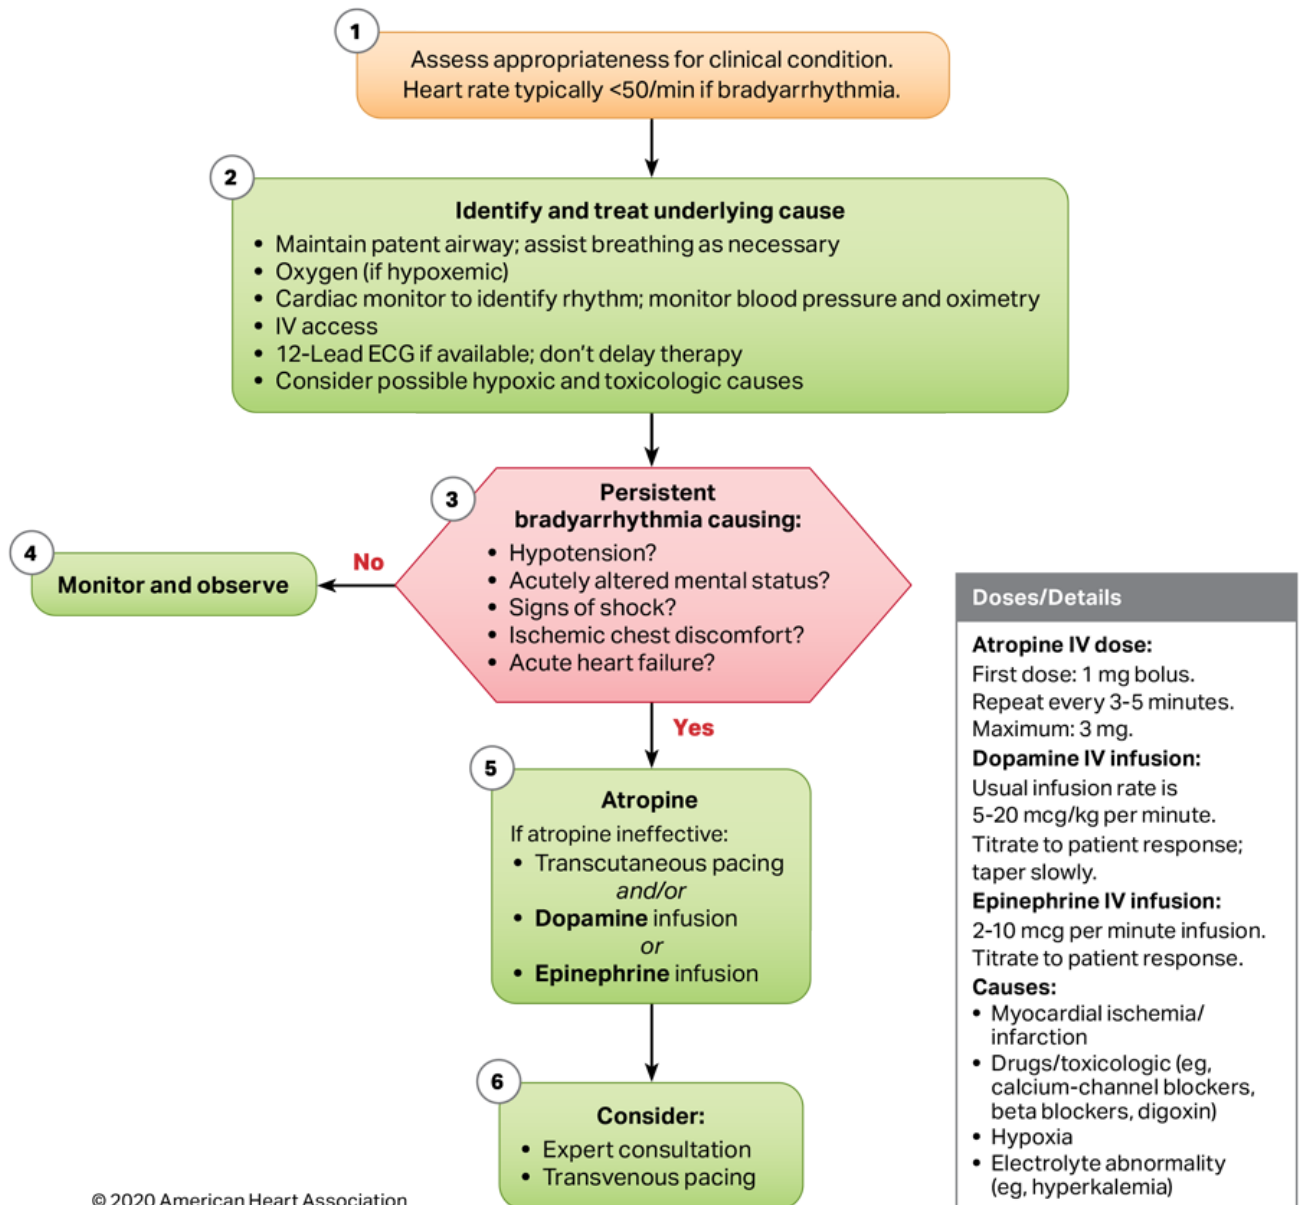 1
Assess appropriateness for clinical condition.
Heart rate typically <50/min if bradyarrhythmia.
2
Identify and treat underlying cause
• Maintain patent airway; assist breathing as necessary
• Oxygen (if hypoxemic)
• Cardiac monitor to identify rhythm; monitor blood pressure and oximetry
• IV access
• 12-Lead ECG if available; don't delay therapy
• Consider possible hypoxic and toxicologic causes
3
Persistent
bradyarrhythmia causing:
• Hypotension?
• Acutely altered mental status?
• Signs of shock?
• Ischemic chest discomfort?
• Acute heart failure?
No
4
Monitor and observe
Yes
5
Atropine
If atropine ineffective:
• Transcutaneous pacing
and/or
• Dopamine infusion
or
• Epinephrine infusion
6
Consider:
• Expert consultation
• Transvenous pacing
Doses/Details
Atropine IV dose:
First dose: 1 mg bolus.
Repeat every 3-5 minutes.
Maximum: 3 mg.
Dopamine IV infusion:
Usual infusion rate is
5-20 mcg/kg per minute.
Titrate to patient response;
taper slowly.
Epinephrine IV infusion:
2-10 mcg per minute infusion.
Titrate to patient response.
Causes:
• Myocardial ischemia/
infarction
• Drugs/toxicologic (eg,
calcium-channel blockers,
beta blockers, digoxin)
• Hypoxia
• Electrolyte abnormality
(eg, hyperkalemia)
© 2020 American Heart Association